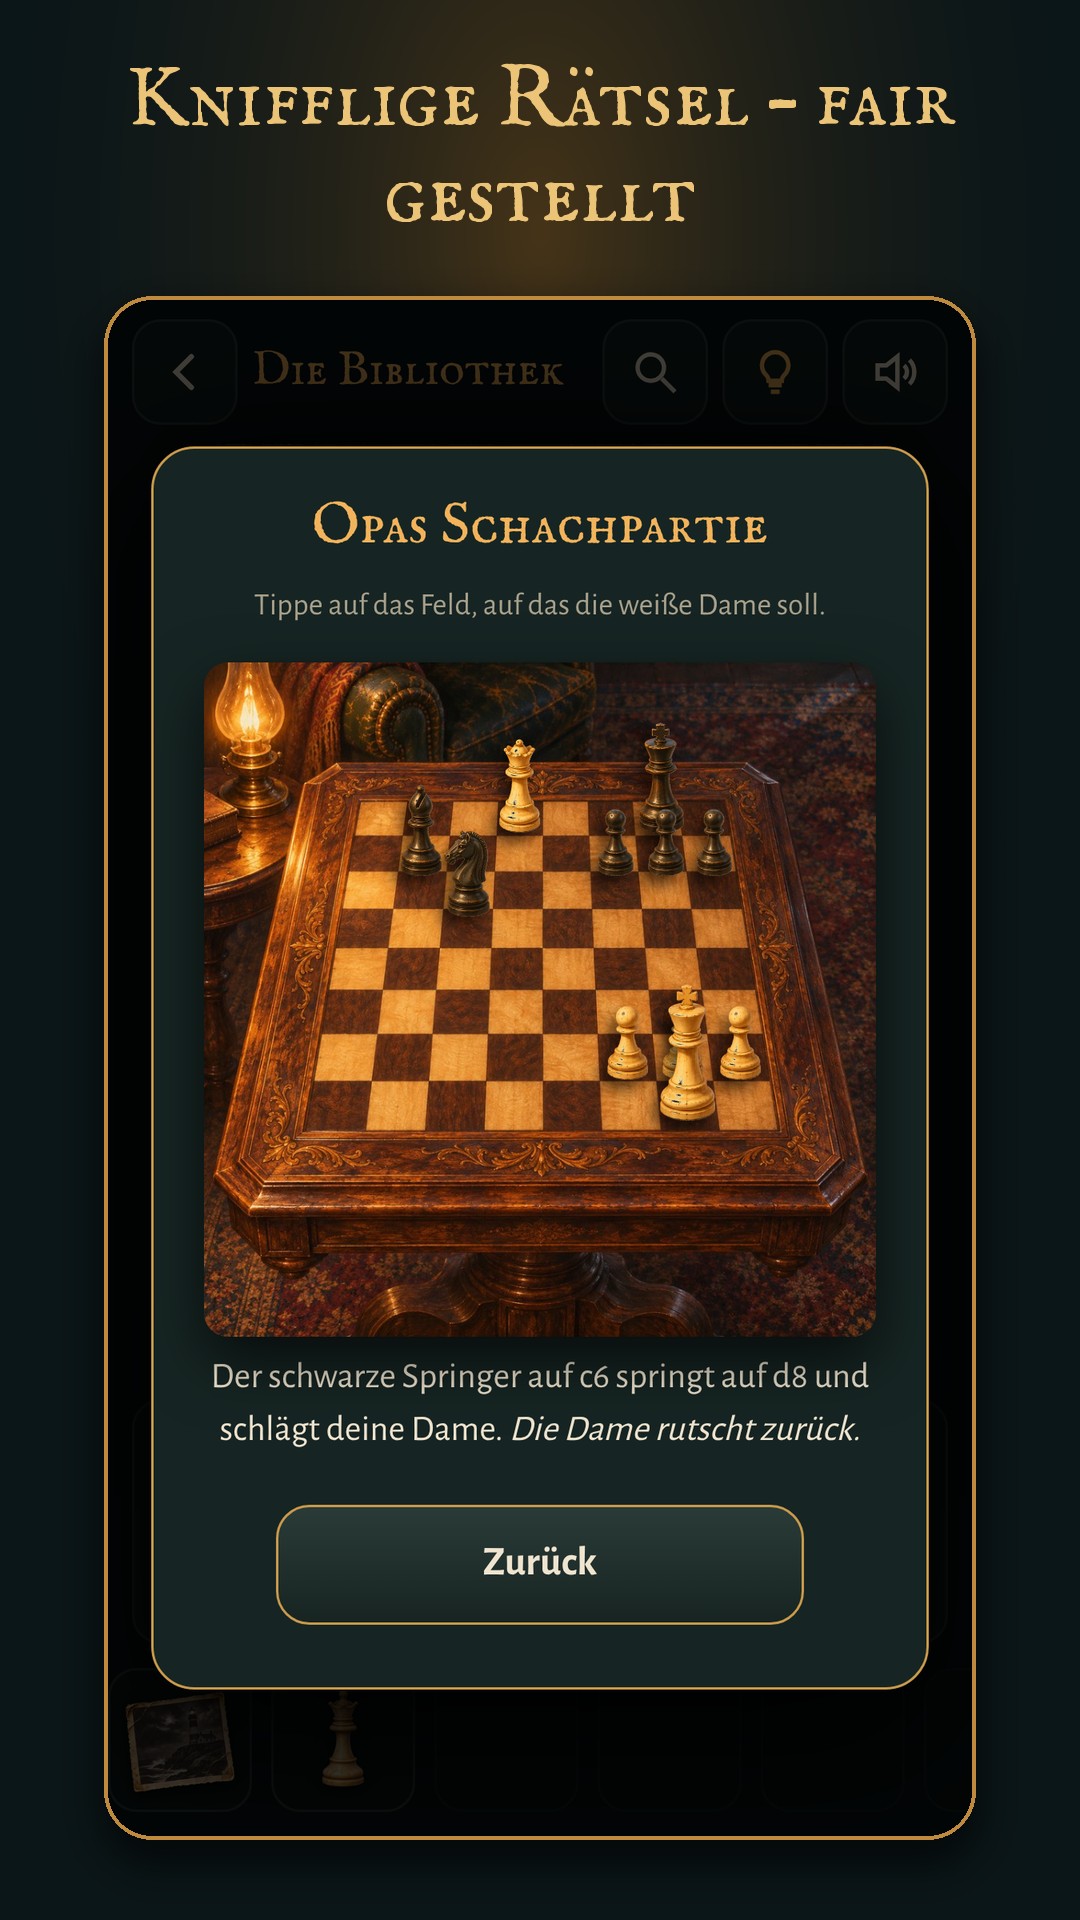 Knifflige Rätsel – fair
gestellt
Die Bibliothek
Opas Schachpartie
Tippe auf das Feld, auf das die weiße Dame soll.
Der schwarze Springer auf c6 springt auf d8 und
schlägt deine Dame. Die Dame rutscht zurück.
Zurück